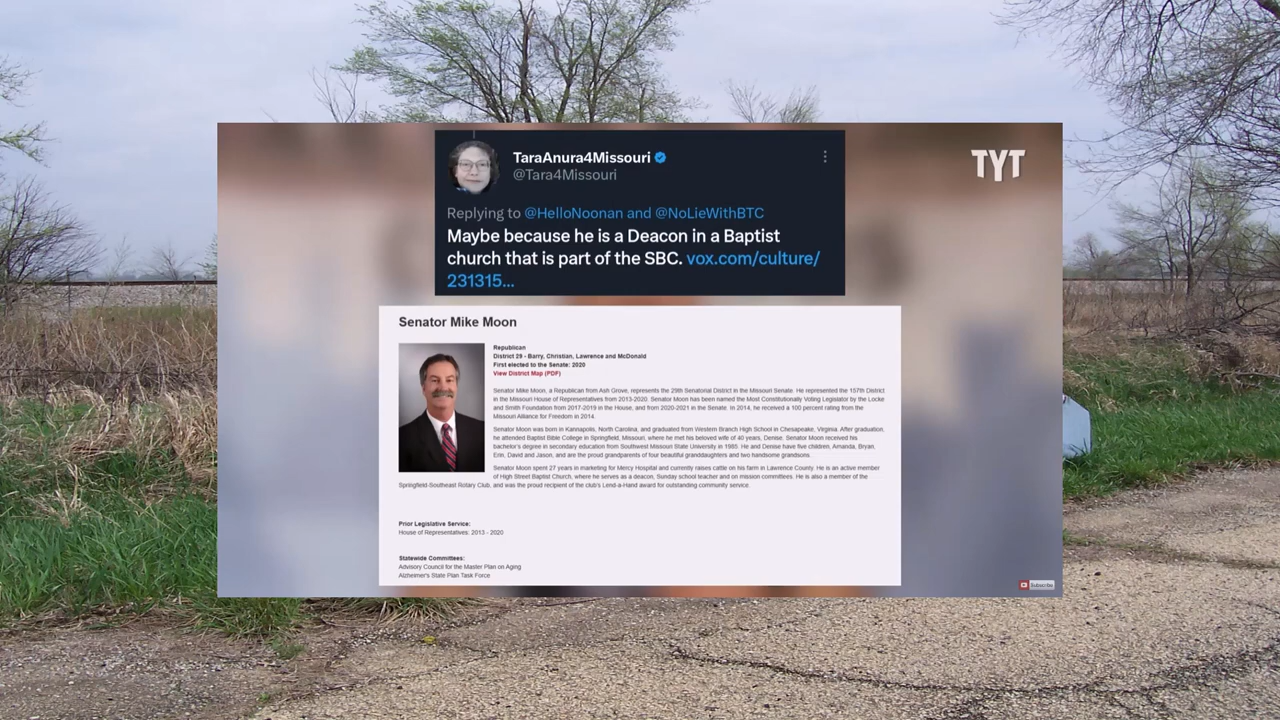 TaraAnura4Missouri
@Tara4Missouri
TYT
Replying to @HelloNoonan and @NoLieWithBTC
Maybe because he is a Deacon in a Baptist
church that is part of the SBC. vox.com/culture/
231315...
Senator Mike Moon
Republican
District 29 - Barry, Christian, Lawrence and McDonald
First elected to the Senate: 2020
View District Map (PDF)
Senator Mike Moon, a Republican from Ash Grove, represents the 29th Senatorial District in the Missouri Senate. He represented the 157th District
in the Missouri House of Representatives from 2013-2020. Senator Moon has been named the Most Constitutionally Voting Legislator by the Locke
and Smith Foundation from 2017-2019 in the House, and from 2020-2021 in the Senate. In 2014, he received a 100 percent rating from the
Missouri Alliance for Freedom in 2014.
Senator Moon was born in Kannapolis, North Carolina, and graduated from Western Branch High School in Chesapeake, Virginia. After graduation,
he attended Baptist Bible College in Springfield, Missouri, where he met his beloved wife of 40 years, Denise. Senator Moon received his
bachelor's degree in secondary education from Southwest Missouri State University in 1985. He and Denise have five children, Amanda, Bryan,
Erin, David and Jason, and are the proud grandparents of four beautiful granddaughters and two handsome grandsons.
Senator Moon spent 27 years in marketing for Mercy Hospital and currently raises cattle on his farm in Lawrence County. He is an active member
of High Street Baptist Church, where he serves as a deacon, Sunday school teacher and on mission committees. He is also a member of the
Springfield-Southeast Rotary Club, and was the proud recipient of the club's Lend-a-Hand award for outstanding community service.
Prior Legislative Service:
House of Representatives: 2013 - 2020
Statewide Committees:
Advisory Council for the Master Plan on Aging
Alzheimer's State Plan Task Force
Subscribe